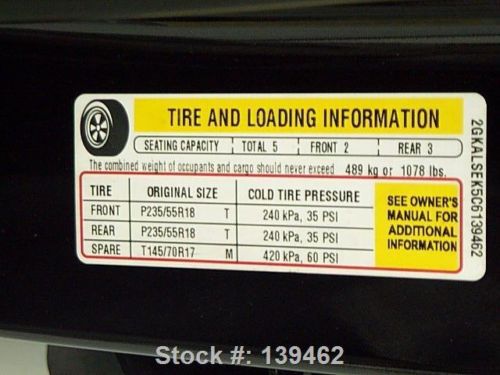 TIRE AND LOADING INFORMATION
SEATING CAPACITY TOTAL 5 FRONT 2 REAR 3
The combined weight of occupants and cargo should never exceed 489 kg or 1078 lbs.
TIRE ORIGINAL SIZE COLD TIRE PRESSURE
FRONT P235/55R18 T 240 kPa, 35 PSI
REAR P235/55R18 T 240 kPa, 35 PSI
SPARE T145/70R17 M 420 kPa, 60 PSI
SEE OWNER'S
MANUAL FOR
ADDITIONAL
INFORMATION
2GKALSEK5C6139462
Stock #: 139462